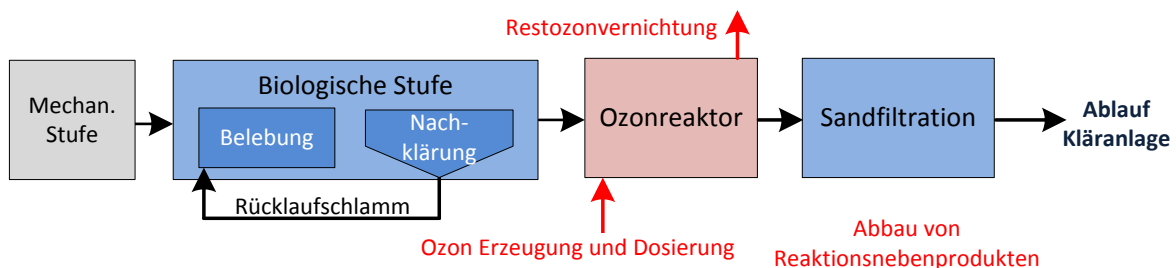 Restozonvernichtung
Mechan.
Stufe
Biologische Stufe
Belebung
Nach-
klärung
Rücklaufschlamm
Ozonreaktor
Ozon Erzeugung und Dosierung
Sandfiltration
Abbau von
Reaktionsnebenprodukten
Ablauf
Kläranlage